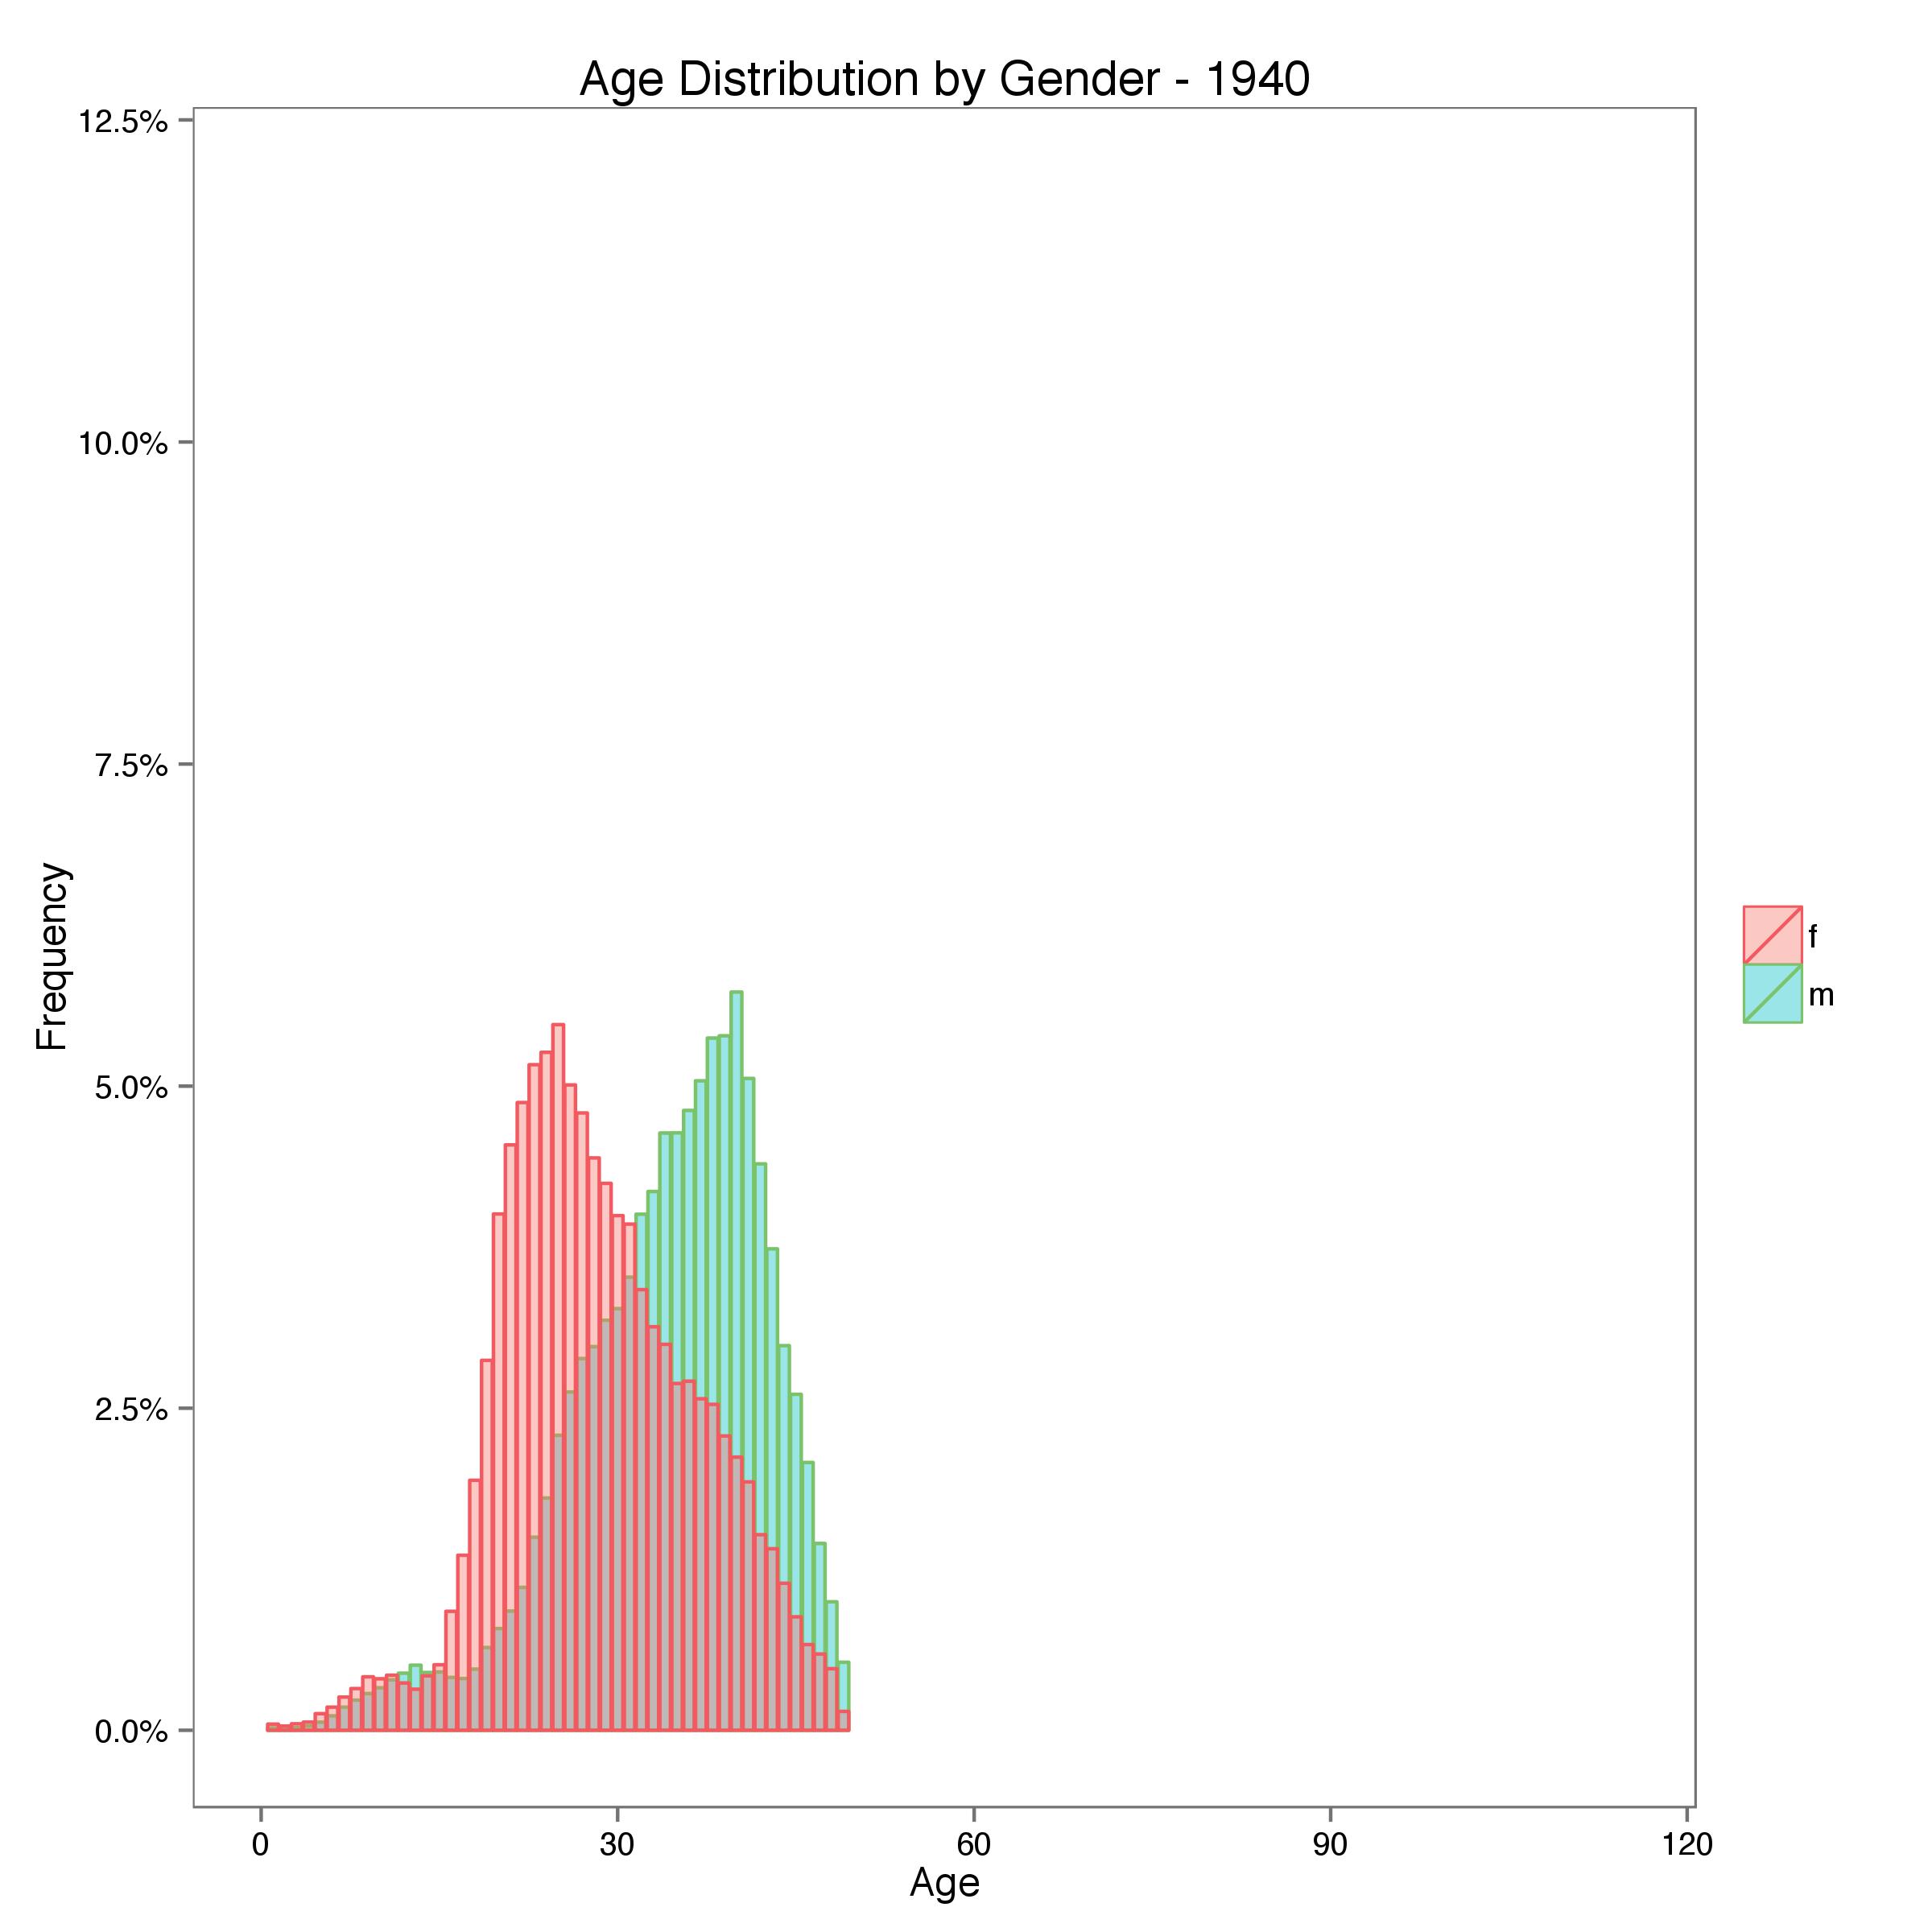 Age Distribution by Gender - 1940
12.5%
10.0%
7.5%
5.0%
2.5%
0.0%
Frequency
0 30 60 90 120
Age
f
m